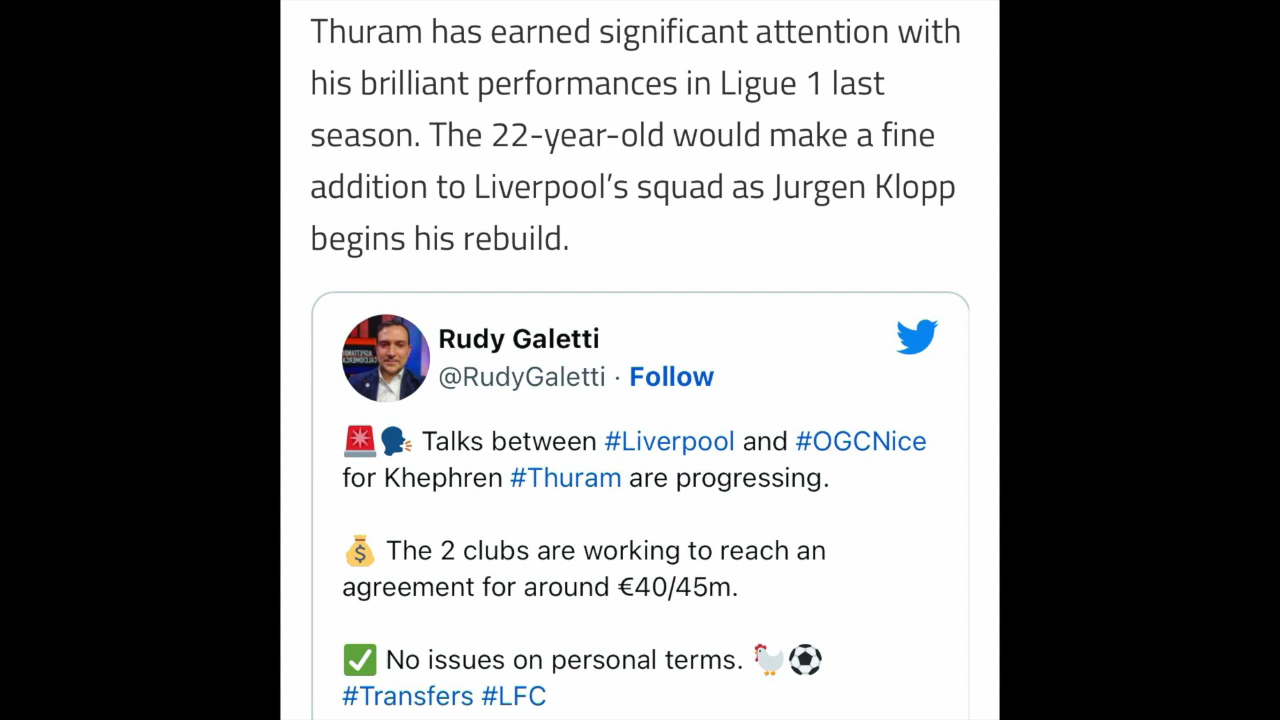 Thuram has earned significant attention with
his brilliant performances in Ligue 1 last
season. The 22-year-old would make a fine
addition to Liverpool's squad as Jurgen Klopp
begins his rebuild.
Rudy Galetti
@RudyGaletti · Follow
🚨🗣️ Talks between #Liverpool and #OGCNice
for Khephren #Thuram are progressing.
💰 The 2 clubs are working to reach an
agreement for around €40/45m.
✅ No issues on personal terms. 🐓⚽
#Transfers #LFC